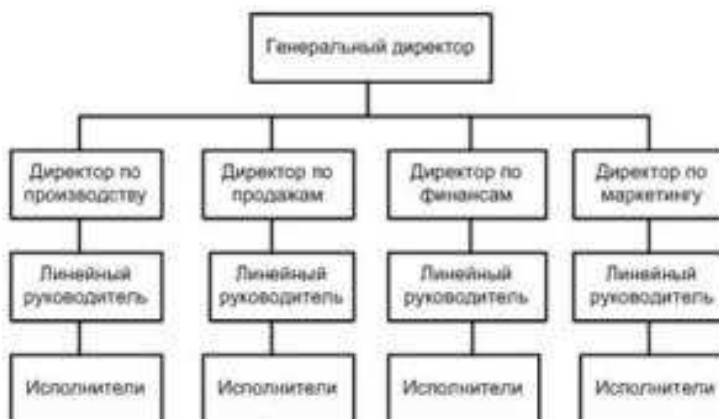 Генеральный директор
Директор по
производству
Директор по
продажам
Директор по
финансам
Директор по
маркетингу
Линейный
руководитель
Линейный
руководитель
Линейный
руководитель
Линейный
руководитель
Исполнители
Исполнители
Исполнители
Исполнители